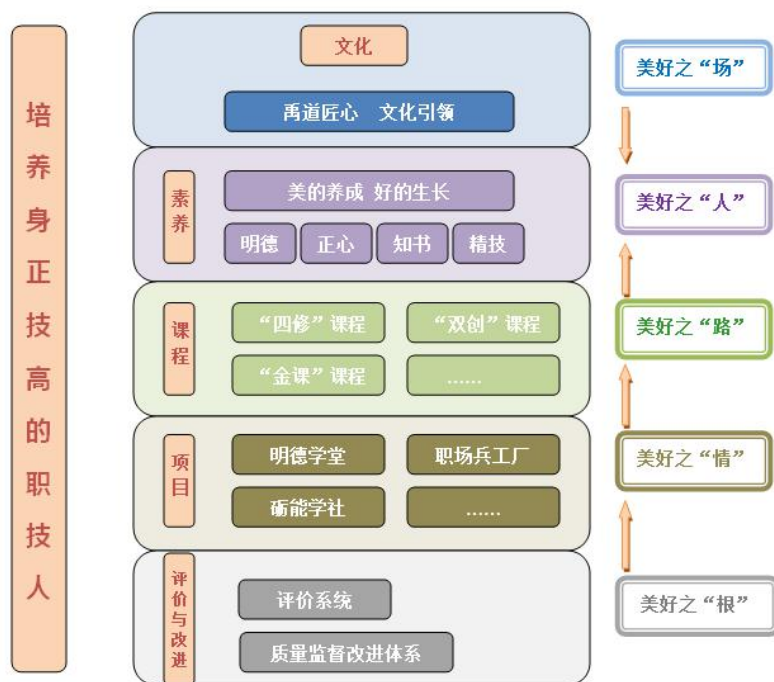 培养身正技高的职技人
文化
禹道匠心 文化引领
美好之“场”
素养
美的养成 好的生长
明德
正心
知书
精技
美好之“人”
课程
“四修”课程
“双创”课程
“金课”课程
……
美好之“路”
项目
明德学堂
职场兵工厂
砺能学社
……
美好之“情”
评价与改进
评价系统
质量监督改进体系
美好之“根”